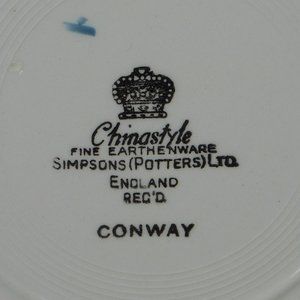 Chinastyle
FINE EARTHENWARE
SIMPSONS (POTTERS) LTD.
ENGLAND
REG'D.
CONWAY